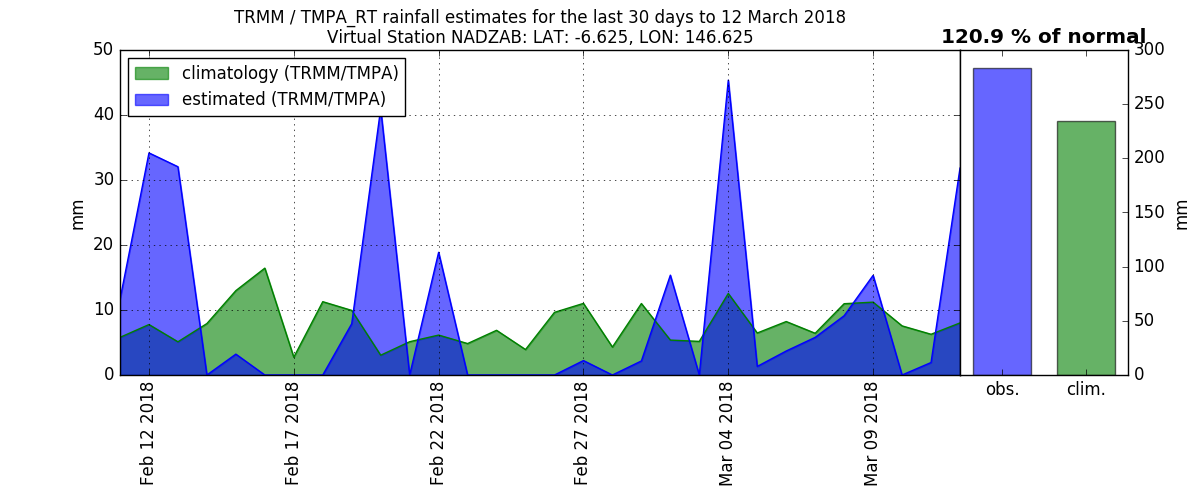 TRMM / TMPA_RT rainfall estimates for the last 30 days to 12 March 2018
Virtual Station NADZAB: LAT: -6.625, LON: 146.625
120.9 % of normal
climatology (TRMM/TMPA)
estimated (TRMM/TMPA)
mm
50
40
30
20
10
0
Feb 12 2018
Feb 17 2018
Feb 22 2018
Feb 27 2018
Mar 04 2018
Mar 09 2018
obs.
clim.
300
250
200
150
100
50
0
mm